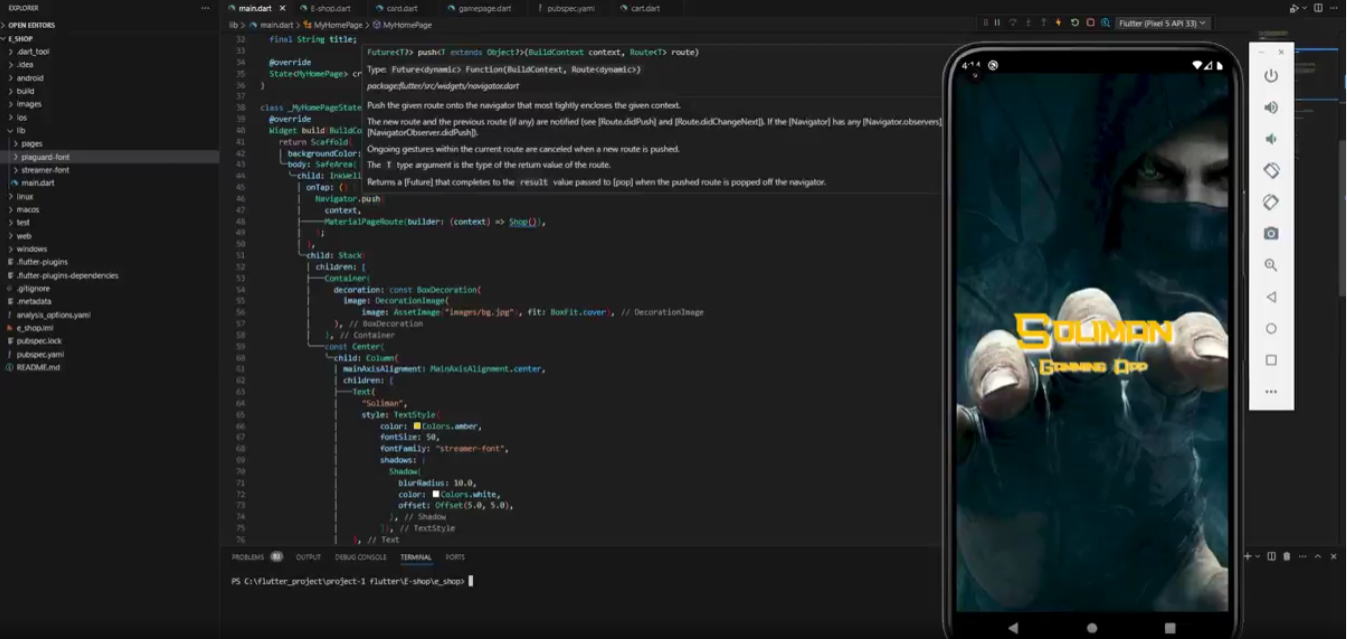 EXPLORER
OPEN EDITORS
E_SHOP
.dart_tool
.idea
android
build
images
ios
lib
pages
plaguard-font
streamer-font
main.dart
linux
macos
test
web
windows
.flutter-plugins
.flutter-plugins-dependencies
.gitignore
.metadata
analysis_options.yaml
e_shop.iml
pubspec.lock
pubspec.yaml
README.md
main.dart E-shop.dart card.dart gamepage.dart pubspec.yaml cart.dart
lib > main.dart > MyHomePage > MyHomePage
Flutter (Pixel 5 API 33)
32 final String title;
33
34 @override
35 State<MyHomePage> cr
36 }
37
38 class _MyHomePageState
39 @override
40 Widget build BuildCo
41 return Scaffold(
42 backgroundColor:
43 body: SafeArea(
44 child: InkWell
45 onTap: ()
46 Navigator.push
47 context,
48 MaterialPageRoute(builder: (context) => Shop()),
49 );
50 },
51 child: Stack
52 children: [
53 Container(
54 decoration: const BoxDecoration(
55 image: DecorationImage(
56 image: AssetImage("images/bg.jpg"), fit: BoxFit.cover), // DecorationImage
57 ), // BoxDecoration
58 ), // Container
59 const Center(
60 child: Column(
61 mainAxisAlignment: MainAxisAlignment.center,
62 children: [
63 Text(
64 "Soliman",
65 style: TextStyle(
66 color: Colors.amber,
67 fontSize: 50,
68 fontFamily: "streamer-font",
69 shadows: [
70 Shadow(
71 blurRadius: 10.0,
72 color: Colors.white,
73 offset: Offset(5.0, 5.0),
74 ), // Shadow
75 ]), // TextStyle
76 ), // Text
Future<T?> push<T extends Object?>(BuildContext context, Route<T> route)
Type: Future<dynamic> Function(BuildContext, Route<dynamic>)
package:flutter/src/widgets/navigator.dart
Push the given route onto the navigator that most tightly encloses the given context.
The new route and the previous route (if any) are notified (see [Route.didPush] and [Route.didChangeNext]). If the [Navigator] has any [Navigator.observers]
[NavigatorObserver.didPush]).
Ongoing gestures within the current route are canceled when a new route is pushed.
The T type argument is the type of the return value of the route.
Returns a [Future] that completes to the result value passed to [pop] when the pushed route is popped off the navigator.
PROBLEMS OUTPUT DEBUG CONSOLE TERMINAL PORTS
PS C:\flutter_project\project-1 flutter\E-shop\e_shop>
4:14
Soliman
Gamming App